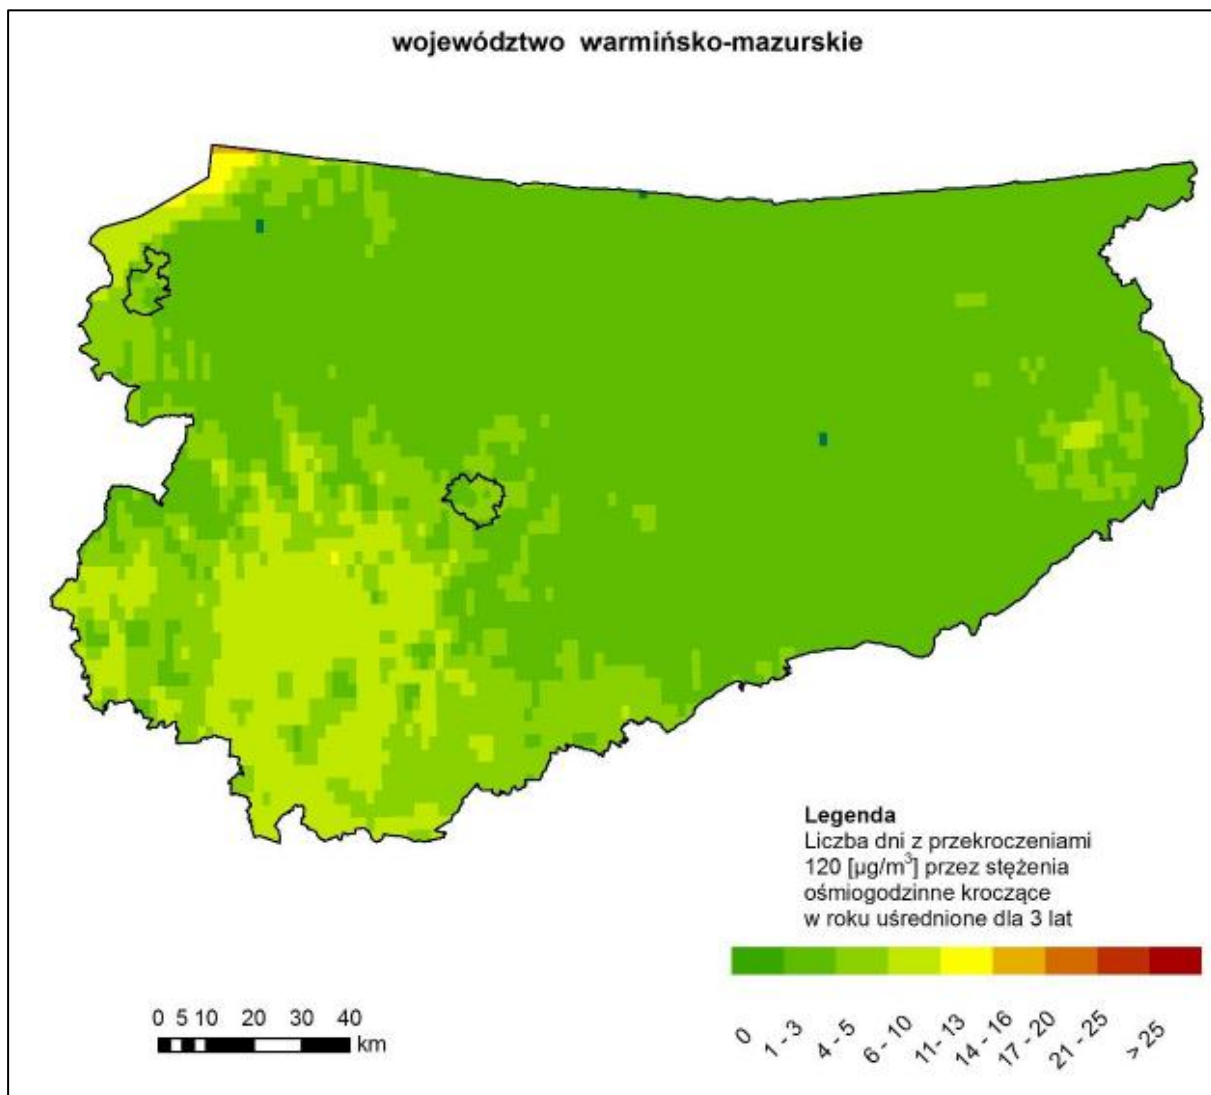 województwo warmińsko-mazurskie
Legenda
Liczba dni z przekroczeniami
120 [µg/m³] przez stężenia
ośmiogodzinne kroczące
w roku uśrednione dla 3 lat
0 1 - 3 4 - 5 6 - 10 11- 13 14 - 16 17 - 20 21 - 25 > 25
0 5 10 20 30 40
km